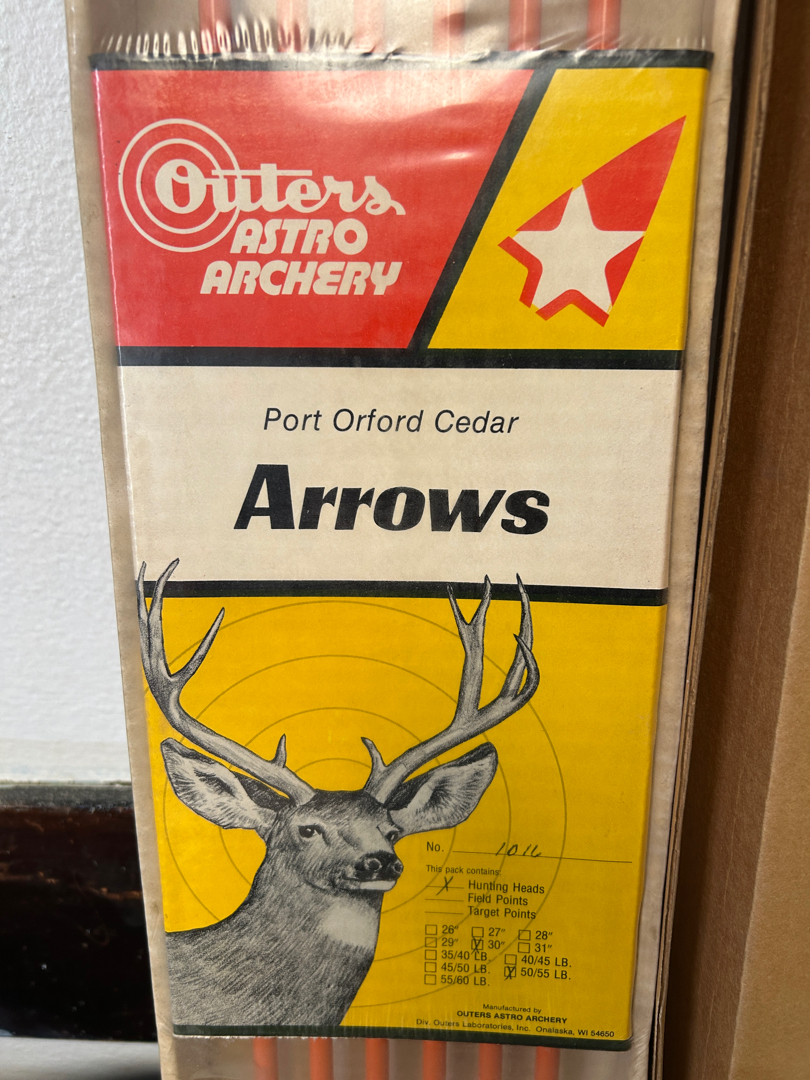 Outers
ASTRO
ARCHERY
Port Orford Cedar
Arrows
No. 1016
This pack contains:
X Hunting Heads
Field Points
Target Points
26" 27" 28"
29" X 30" 31"
35/40 LB. 40/45 LB.
45/50 LB. X 50/55 LB.
55/60 LB.
Manufactured by
OUTERS ASTRO ARCHERY
Div. Outers Laboratories, Inc. Onalaska, WI 54650